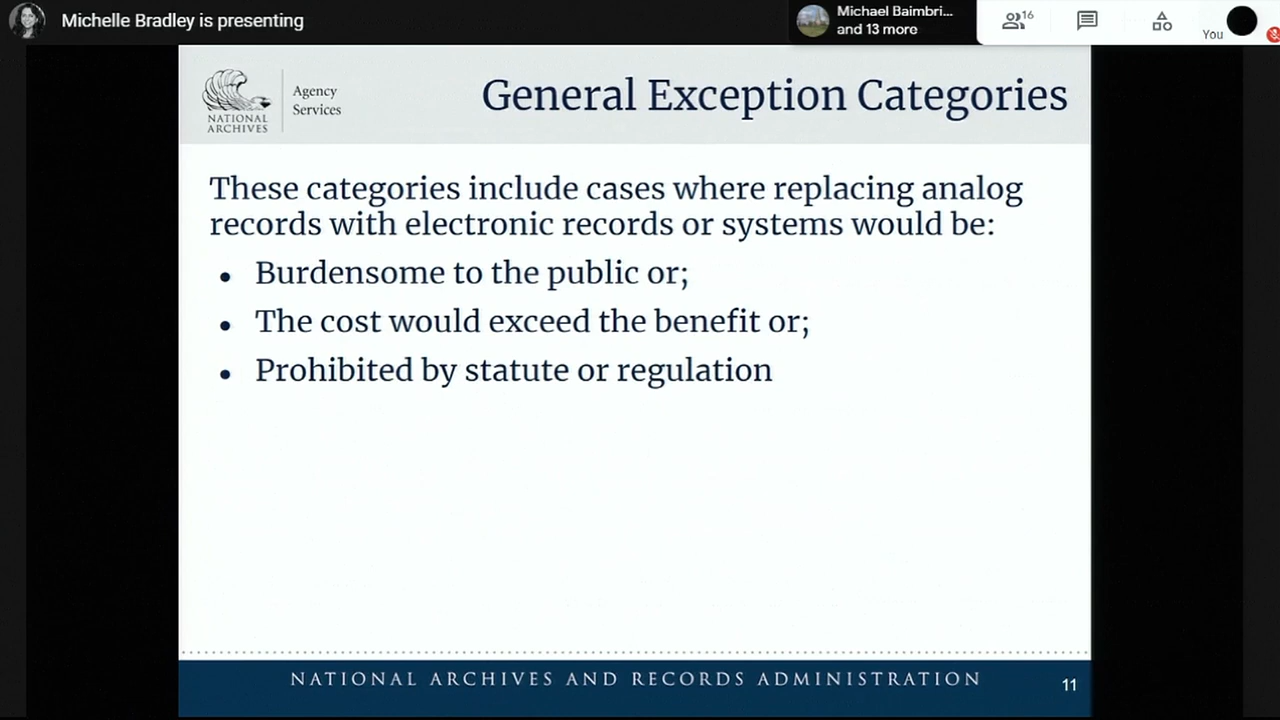 Michelle Bradley is presenting
Michael Baimbri...
and 13 more
16
You
NATIONAL
ARCHIVES
Agency
Services
General Exception Categories
These categories include cases where replacing analog
records with electronic records or systems would be:
• Burdensome to the public or;
• The cost would exceed the benefit or;
• Prohibited by statute or regulation
NATIONAL ARCHIVES AND RECORDS ADMINISTRATION
11